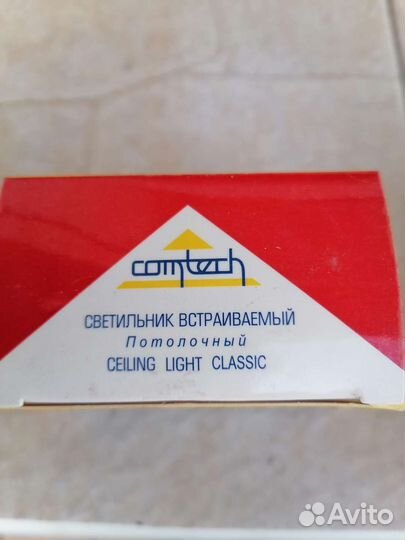 comtech
СВЕТИЛЬНИК ВСТРАИВАЕМЫЙ
Потолочный
CEILING LIGHT CLASSIC
Avito